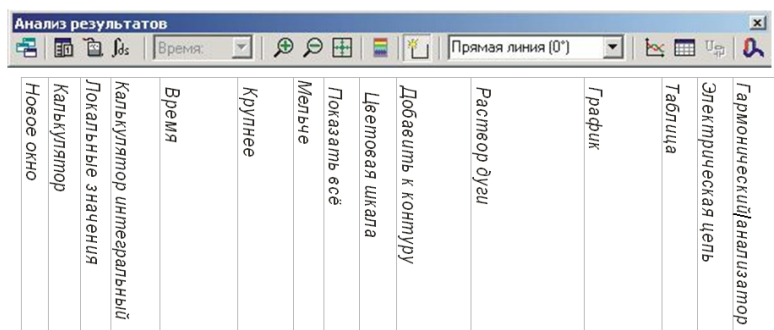 Анализ результатов
∫ds Время: Прямая линия (0°)
Новое окно
Калькулятор
Локальные значения
Калькулятор интегральный
Время
Крупнее
Мельче
Показать всё
Цветовая шкала
Добавить к контуру
Раствор дуги
График
Таблица
Электрическая цепь
Гармонический анализатор